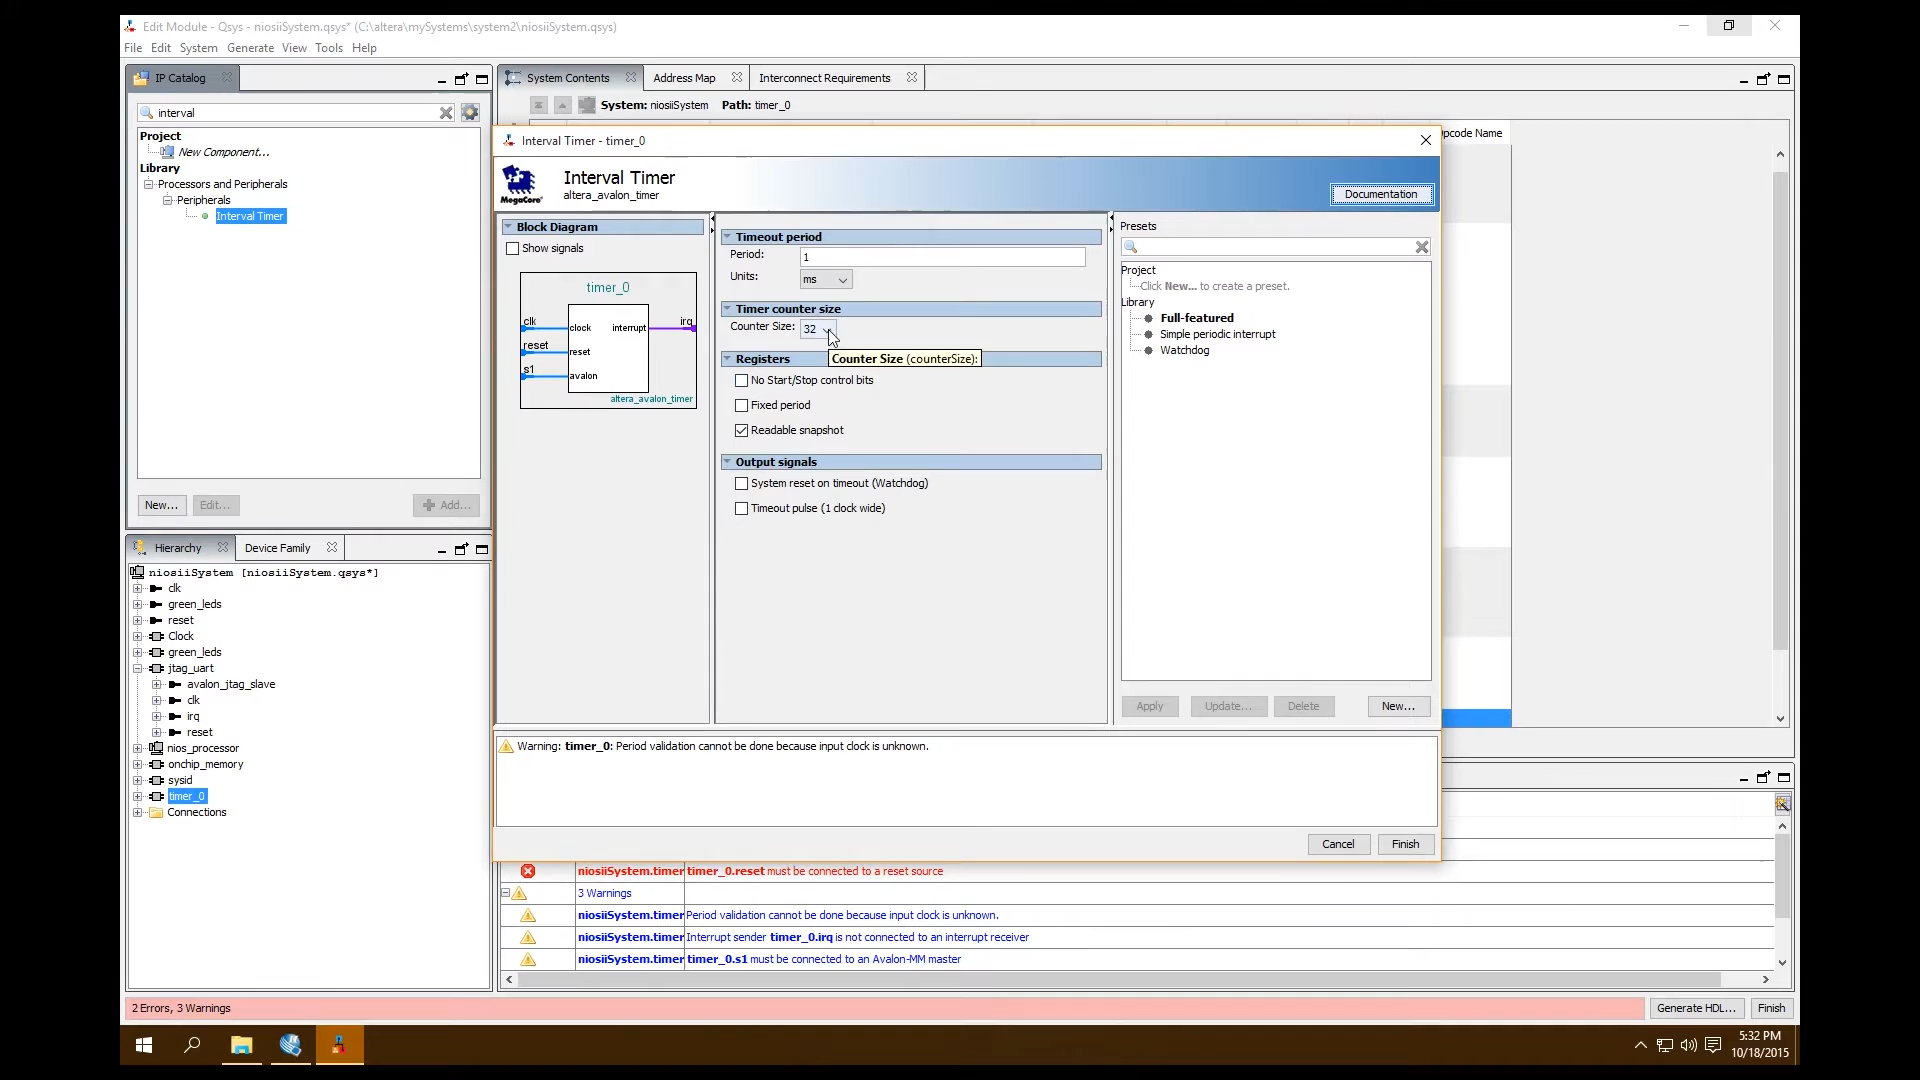 Edit Module - Qsys - niosiiSystem.qsys* (C:\altera\mySystems\system2\niosiiSystem.qsys)
File Edit System Generate View Tools Help
IP Catalog
interval
Project
New Component...
Library
Processors and Peripherals
Peripherals
Interval Timer
New...
Edit...
Add...
System Contents
Address Map
Interconnect Requirements
System: niosiiSystem Path: timer_0
pcode Name
Interval Timer - timer_0
MegaCore
Interval Timer
altera_avalon_timer
Documentation
Block Diagram
Show signals
timer_0
clk
clock
interrupt
irq
reset
reset
s1
avalon
altera_avalon_timer
Timeout period
Period:
1
Units:
ms
Timer counter size
Counter Size:
32
Counter Size (counterSize):
Registers
No Start/Stop control bits
Fixed period
Readable snapshot
Output signals
System reset on timeout (Watchdog)
Timeout pulse (1 clock wide)
Presets
Project
Click New... to create a preset.
Library
Full-featured
Simple periodic interrupt
Watchdog
Apply
Update...
Delete
New...
Warning: timer_0: Period validation cannot be done because input clock is unknown.
Cancel
Finish
Hierarchy
Device Family
niosiiSystem [niosiiSystem.qsys*]
clk
green_leds
reset
Clock
green_leds
jtag_uart
avalon_jtag_slave
clk
irq
reset
nios_processor
onchip_memory
sysid
timer_0
Connections
niosiiSystem.timer timer_0.reset must be connected to a reset source
3 Warnings
niosiiSystem.timer Period validation cannot be done because input clock is unknown.
niosiiSystem.timer Interrupt sender timer_0.irq is not connected to an interrupt receiver
niosiiSystem.timer timer_0.s1 must be connected to an Avalon-MM master
2 Errors, 3 Warnings
Generate HDL...
Finish
5:32 PM
10/18/2015